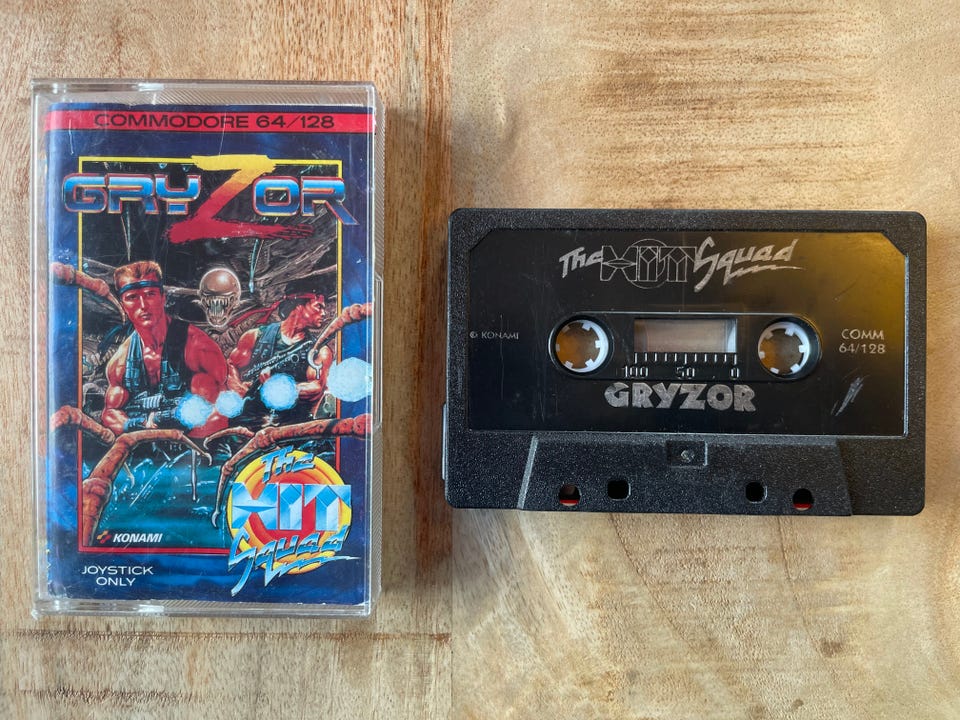 COMMODORE 64/128
GRYZOR
KONAMI
The
HIT
Squad
JOYSTICK
ONLY
The HIT Squad
© KONAMI
COMM
64/128
100 50 0
GRYZOR